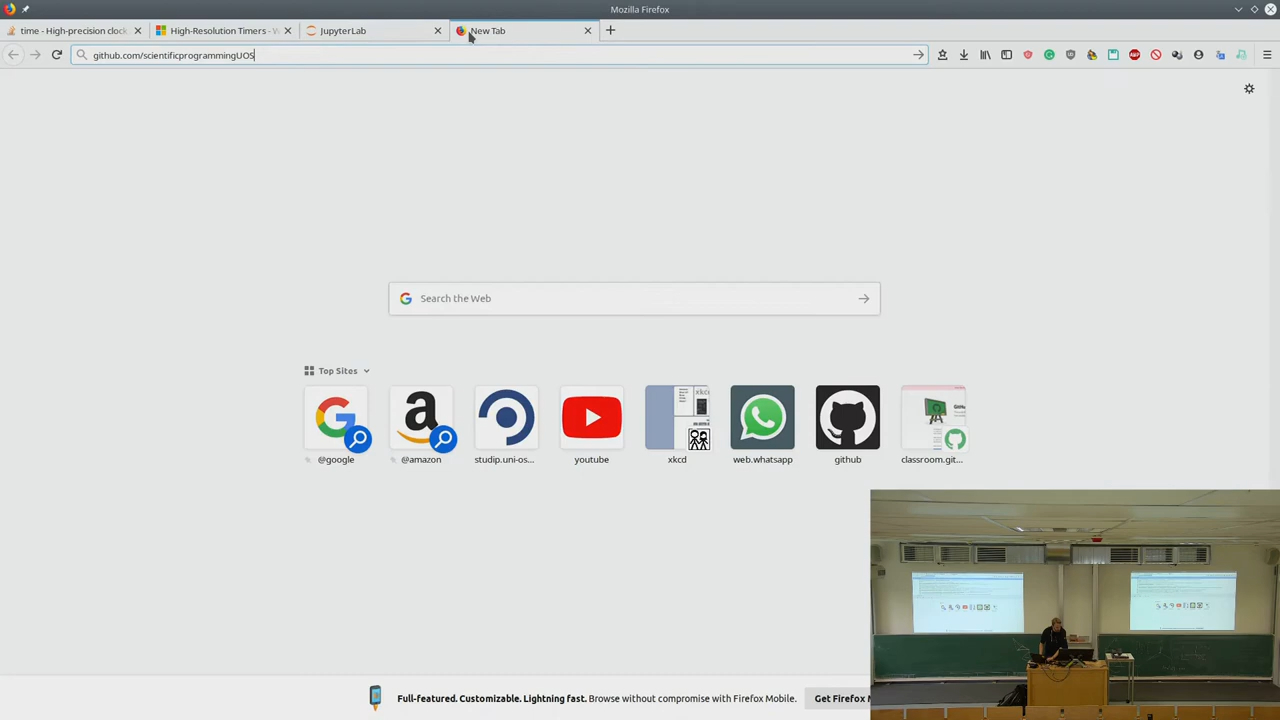 Mozilla Firefox
time - High-precision clock
High-Resolution Timers - W
JupyterLab
New Tab
github.com/scientificprogrammingUOS
Search the Web
Top Sites
@google
@amazon
studip.uni-os...
youtube
xkcd
web.whatsapp
github
classroom.git...
Full-featured. Customizable. Lightning fast. Browse without compromise with Firefox Mobile.
Get Firefox M